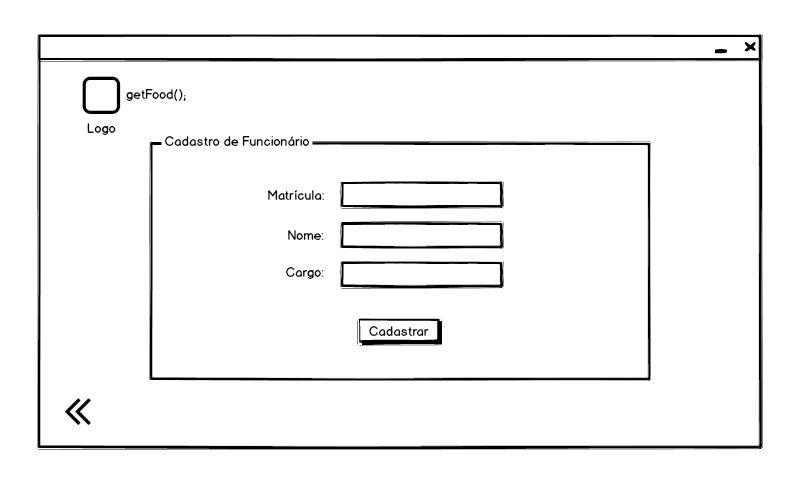 getFood();
Logo
Cadastro de Funcionário
Matrícula:
Nome:
Cargo:
Cadastrar